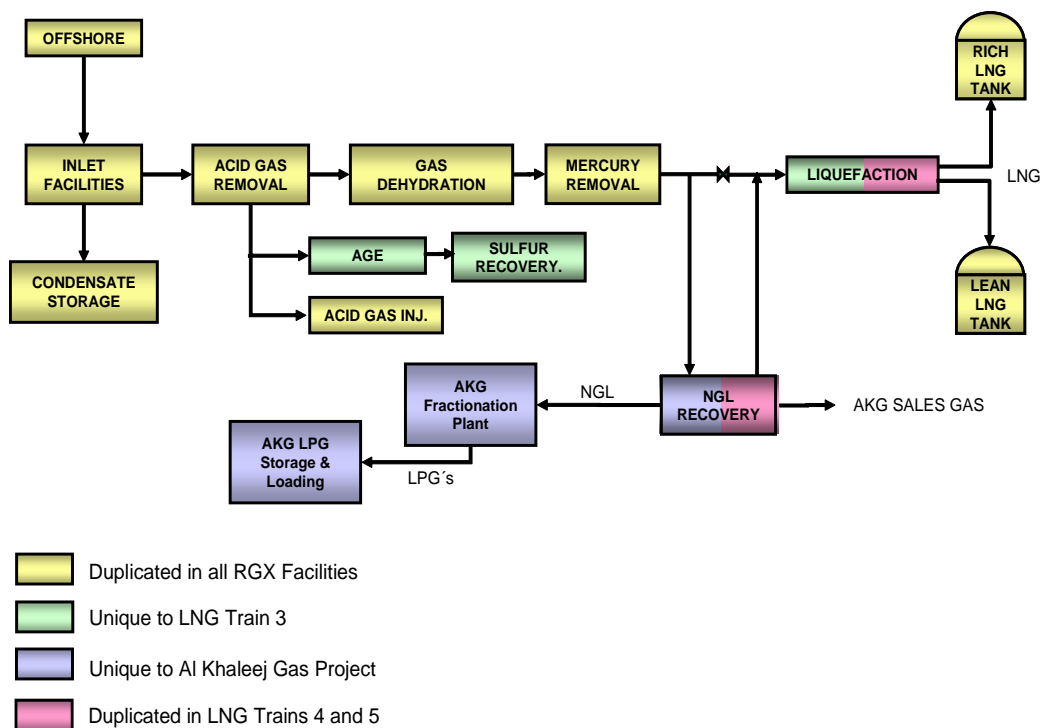 OFFSHORE
RICH
LNG
TANK
INLET
FACILITIES
ACID GAS
REMOVAL
GAS
DEHYDRATION
MERCURY
REMOVAL
LIQUEFACTION
LNG
AGE
SULFUR
RECOVERY.
CONDENSATE
STORAGE
ACID GAS INJ.
LEAN
LNG
TANK
AKG
Fractionation
Plant
NGL
NGL
RECOVERY
AKG SALES GAS
AKG LPG
Storage &
Loading
LPG´s
Duplicated in all RGX Facilities
Unique to LNG Train 3
Unique to Al Khaleej Gas Project
Duplicated in LNG Trains 4 and 5